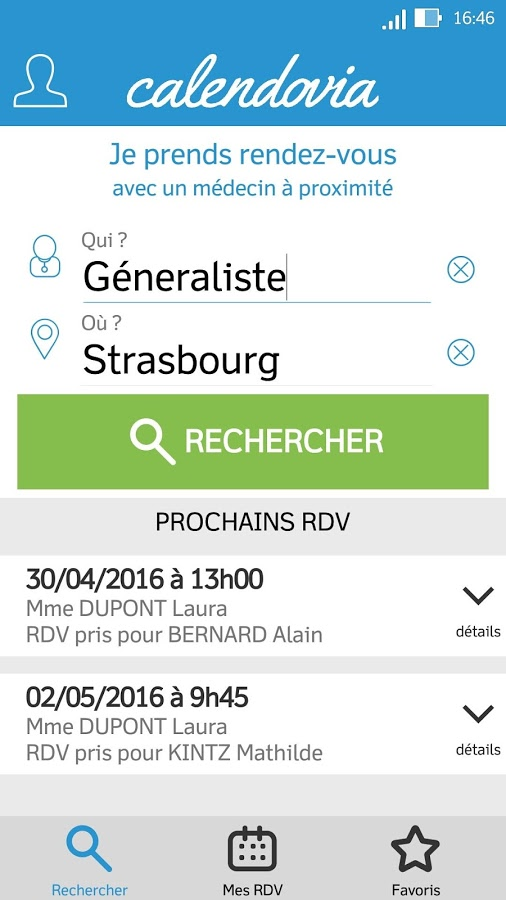 16:46
calendovia
Je prends rendez-vous
avec un médecin à proximité
Qui ?
Géneraliste
Où ?
Strasbourg
RECHERCHER
PROCHAINS RDV
30/04/2016 à 13h00
Mme DUPONT Laura
RDV pris pour BERNARD Alain
détails
02/05/2016 à 9h45
Mme DUPONT Laura
RDV pris pour KINTZ Mathilde
détails
Rechercher
Mes RDV
Favoris